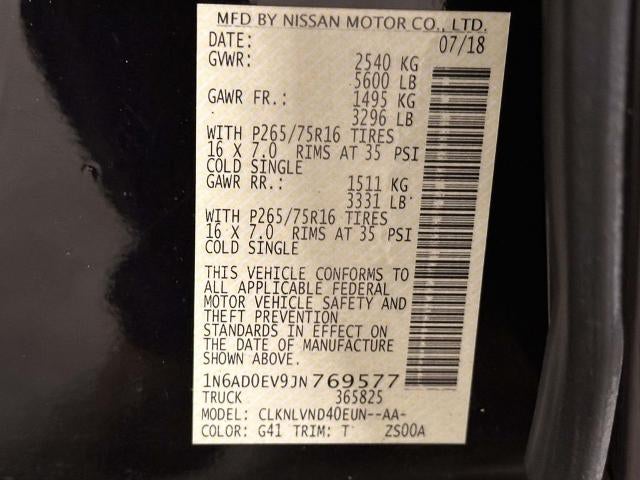 MFD BY NISSAN MOTOR CO., LTD.
DATE: 07/18
GVWR: 2540 KG
5600 LB
GAWR FR.: 1495 KG
3296 LB
WITH P265/75R16 TIRES
16 X 7.0 RIMS AT 35 PSI
COLD SINGLE
GAWR RR.: 1511 KG
3331 LB
WITH P265/75R16 TIRES
16 X 7.0 RIMS AT 35 PSI
COLD SINGLE
THIS VEHICLE CONFORMS TO
ALL APPLICABLE FEDERAL
MOTOR VEHICLE SAFETY AND
THEFT PREVENTION
STANDARDS IN EFFECT ON
THE DATE OF MANUFACTURE
SHOWN ABOVE.
1N6AD0EV9JN769577
TRUCK 365825
MODEL: CLKNLVND40EUN--AA-
COLOR: G41 TRIM: T ZS00A